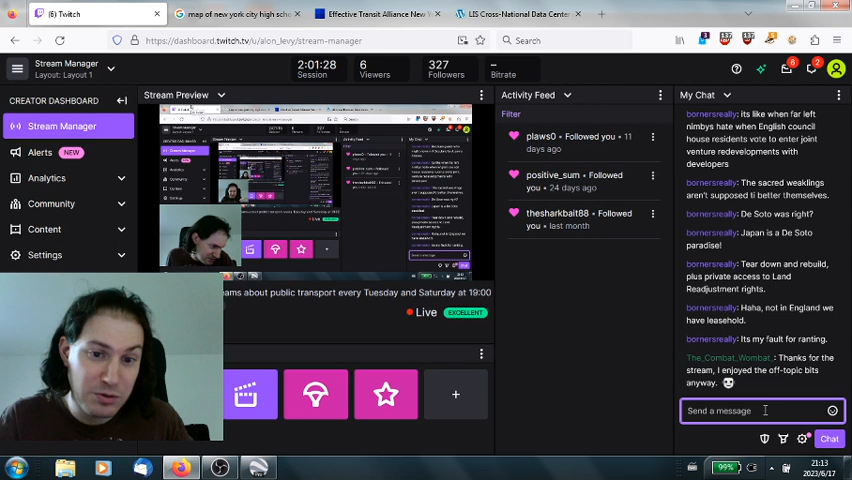 (6) Twitch
map of new york city high scho
Effective Transit Alliance New Y
LIS Cross-National Data Center
https://dashboard.twitch.tv/u/alon_levy/stream-manager
Search
6
137
137
Stream Manager
Layout: Layout 1
2:01:28
Session
6
Viewers
327
Followers
–
Bitrate
6
2
CREATOR DASHBOARD
Stream Manager
Alerts NEW
Analytics
Community
Content
Settings
Stream Preview
eams about public transport every Tuesday and Saturday at 19:00
Live EXCELLENT
Activity Feed
Filter
plaws0 • Followed you • 11
days ago
positive_sum • Followed
you • 24 days ago
thesharkbait88 • Followed
you • last month
My Chat
bornersreally: its like when far left
nimbys hate when English council
house residents vote to enter joint
venture redevelopments with
developers
bornersreally: The sacred weaklings
aren't supposed ti better themselves.
bornersreally: De Soto was right?
bornersreally: Japan is a De Soto
paradise!
bornersreally: Tear down and rebuild,
plus private access to Land
Readjustment rights.
bornersreally: Haha, not in England we
have leasehold.
bornersreally: Its my fault for ranting.
The_Combat_Wombat_: Thanks for the
stream, I enjoyed the off-topic bits
anyway.
Send a message
Chat
99%
21:13
2023/6/17